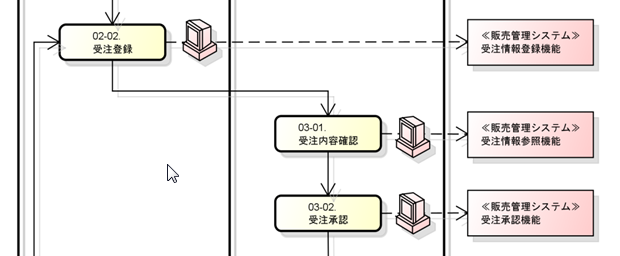 02-02.
受注登録
≪販売管理システム≫
受注情報登録機能
03-01.
受注内容確認
≪販売管理システム≫
受注情報参照機能
03-02.
受注承認
≪販売管理システム≫
受注承認機能